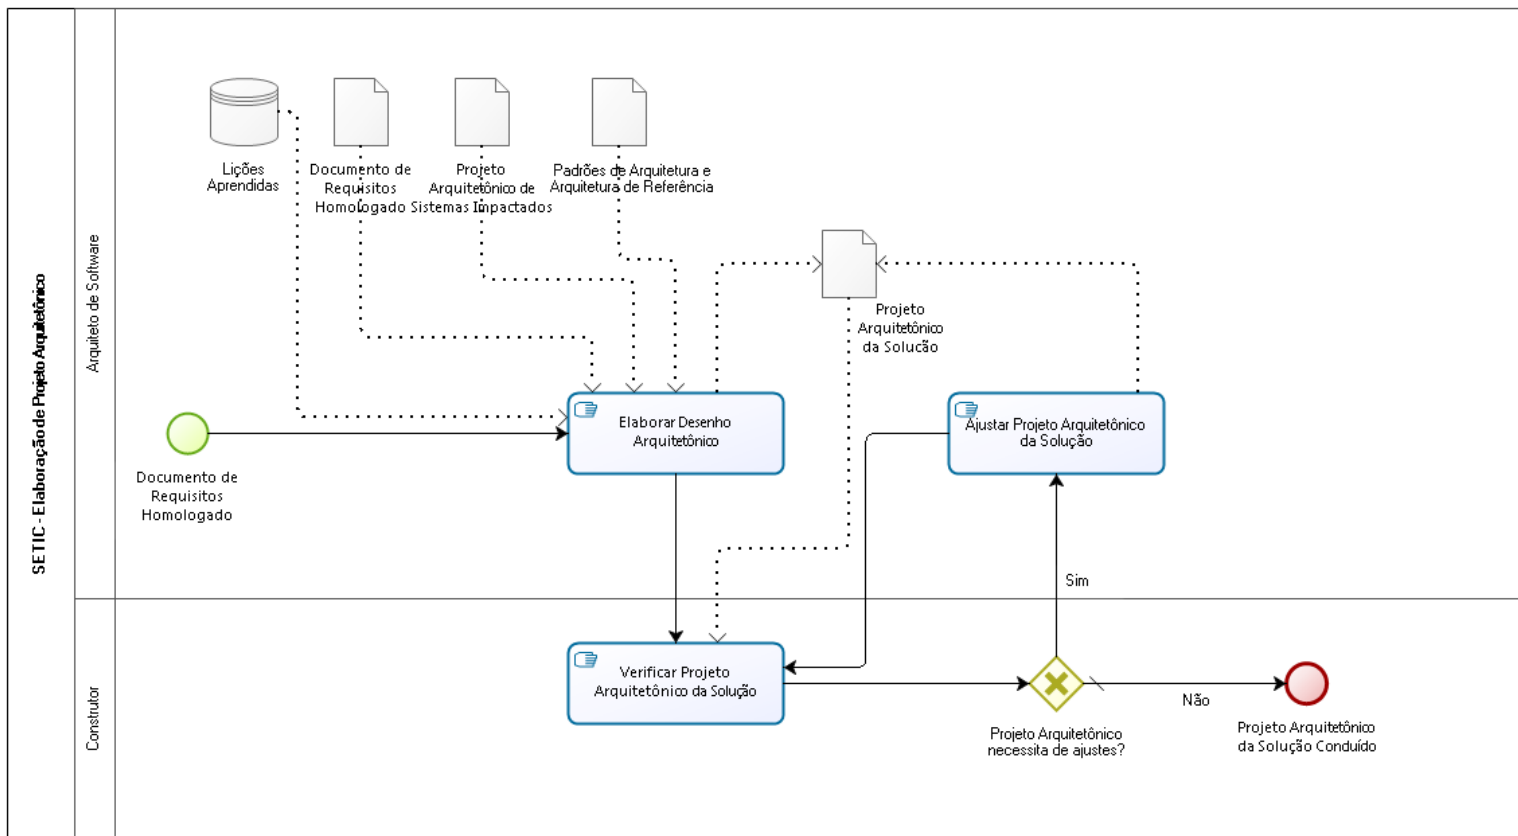 SETIC - Elaboração de Projeto Arquitetônico
Arquiteto de Software
Lições
Aprendidas
Documento de
Requisitos
Homologado
Projeto
Arquitetônico de
Sistemas Impactados
Padrões de Arquitetura e
Arquitetura de Referência
Projeto
Arquitetônico
da Solucão
Documento de
Requisitos
Homologado
Elaborar Desenho
Arquitetônico
Ajustar Projeto Arquitetônico
da Solução
Sim
Construtor
Verificar Projeto
Arquitetônico da Solução
Projeto Arquitetônico
necessita de ajustes?
Não
Projeto Arquitetônico
da Solução Conduído